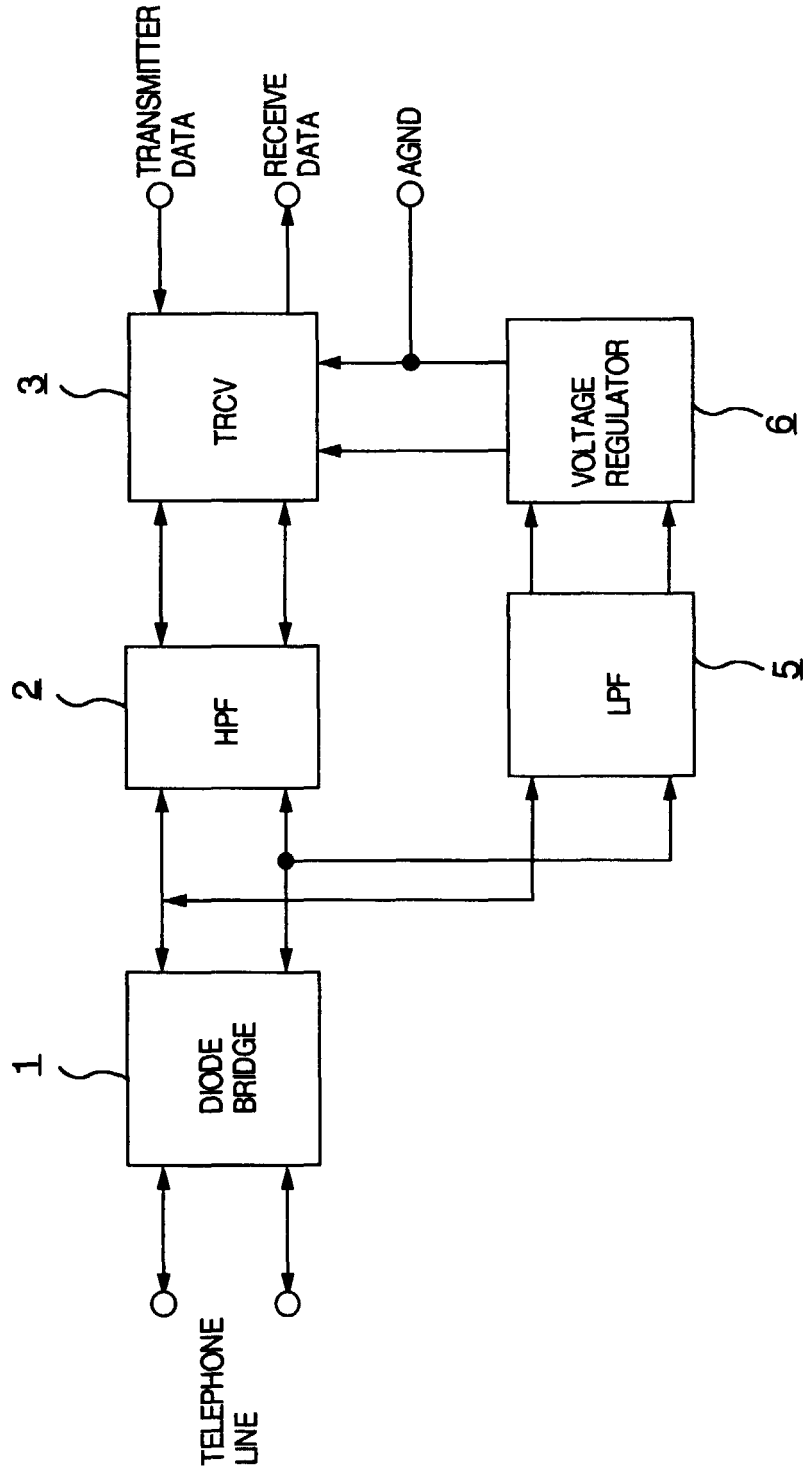 1
2
3
TRANSMITTER
DATA
TELEPHONE
LINE
DIODE
BRIDGE
HPF
TRCV
RECEIVE
DATA
AGND
LPF
VOLTAGE
REGULATOR
5
6